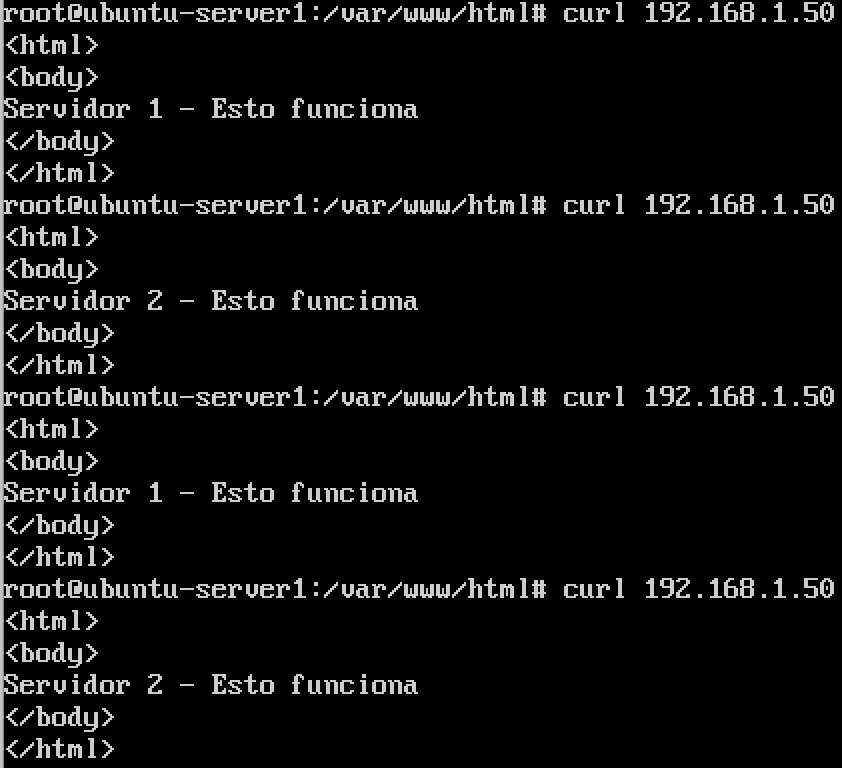 root@ubuntu-server1:/var/www/html# curl 192.168.1.50
<html>
<body>
Servidor 1 - Esto funciona
</body>
</html>
root@ubuntu-server1:/var/www/html# curl 192.168.1.50
<html>
<body>
Servidor 2 - Esto funciona
</body>
</html>
root@ubuntu-server1:/var/www/html# curl 192.168.1.50
<html>
<body>
Servidor 1 - Esto funciona
</body>
</html>
root@ubuntu-server1:/var/www/html# curl 192.168.1.50
<html>
<body>
Servidor 2 - Esto funciona
</body>
</html>